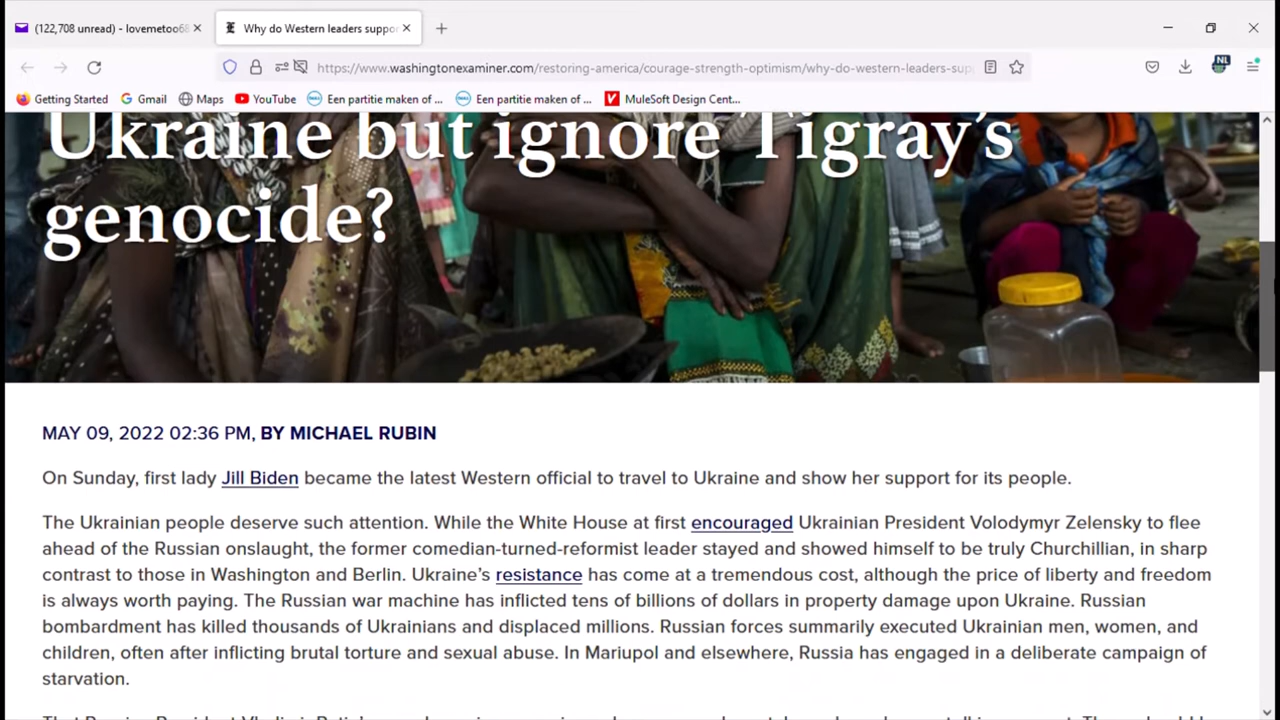 (122,708 unread) - lovemetoo68
Why do Western leaders suppo
https://www.washingtonexaminer.com/restoring-america/courage-strength-optimism/why-do-western-leaders-sup
NL
Getting Started
Gmail
Maps
YouTube
Een partitie maken of ...
Een partitie maken of ...
MuleSoft Design Cent...
Ukraine but ignore Tigray's
genocide?
MAY 09, 2022 02:36 PM, BY MICHAEL RUBIN
On Sunday, first lady Jill Biden became the latest Western official to travel to Ukraine and show her support for its people.
The Ukrainian people deserve such attention. While the White House at first encouraged Ukrainian President Volodymyr Zelensky to flee
ahead of the Russian onslaught, the former comedian-turned-reformist leader stayed and showed himself to be truly Churchillian, in sharp
contrast to those in Washington and Berlin. Ukraine's resistance has come at a tremendous cost, although the price of liberty and freedom
is always worth paying. The Russian war machine has inflicted tens of billions of dollars in property damage upon Ukraine. Russian
bombardment has killed thousands of Ukrainians and displaced millions. Russian forces summarily executed Ukrainian men, women, and
children, often after inflicting brutal torture and sexual abuse. In Mariupol and elsewhere, Russia has engaged in a deliberate campaign of
starvation.